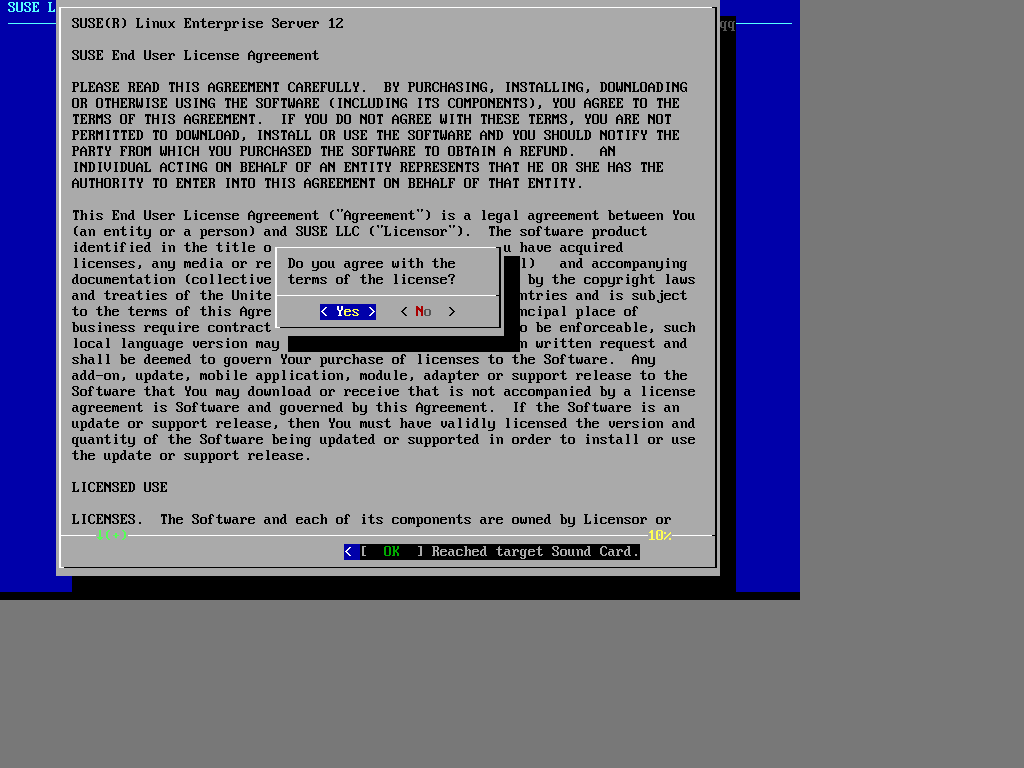 SUSE L
SUSE(R) Linux Enterprise Server 12
qq
SUSE End User License Agreement
PLEASE READ THIS AGREEMENT CAREFULLY.  BY PURCHASING, INSTALLING, DOWNLOADING
OR OTHERWISE USING THE SOFTWARE (INCLUDING ITS COMPONENTS), YOU AGREE TO THE
TERMS OF THIS AGREEMENT.  IF YOU DO NOT AGREE WITH THESE TERMS, YOU ARE NOT
PERMITTED TO DOWNLOAD, INSTALL OR USE THE SOFTWARE AND YOU SHOULD NOTIFY THE
PARTY FROM WHICH YOU PURCHASED THE SOFTWARE TO OBTAIN A REFUND.   AN
INDIVIDUAL ACTING ON BEHALF OF AN ENTITY REPRESENTS THAT HE OR SHE HAS THE
AUTHORITY TO ENTER INTO THIS AGREEMENT ON BEHALF OF THAT ENTITY.
This End User License Agreement ("Agreement") is a legal agreement between You
(an entity or a person) and SUSE LLC ("Licensor").  The software product
identified in the title o u have acquired
licenses, any media or re l)   and accompanying
documentation (collective by the copyright laws
and treaties of the Unite ntries and is subject
to the terms of this Agre ncipal place of
business require contract o be enforceable, such
local language version may n written request and
shall be deemed to govern Your purchase of licenses to the Software.  Any
add-on, update, mobile application, module, adapter or support release to the
Software that You may download or receive that is not accompanied by a license
agreement is Software and governed by this Agreement.  If the Software is an
update or support release, then You must have validly licensed the version and
quantity of the Software being updated or supported in order to install or use
the update or support release.
LICENSED USE
LICENSES.  The Software and each of its components are owned by Licensor or
Do you agree with the
terms of the license?
< Yes > < No  >
10%
< [  OK  ] Reached target Sound Card.